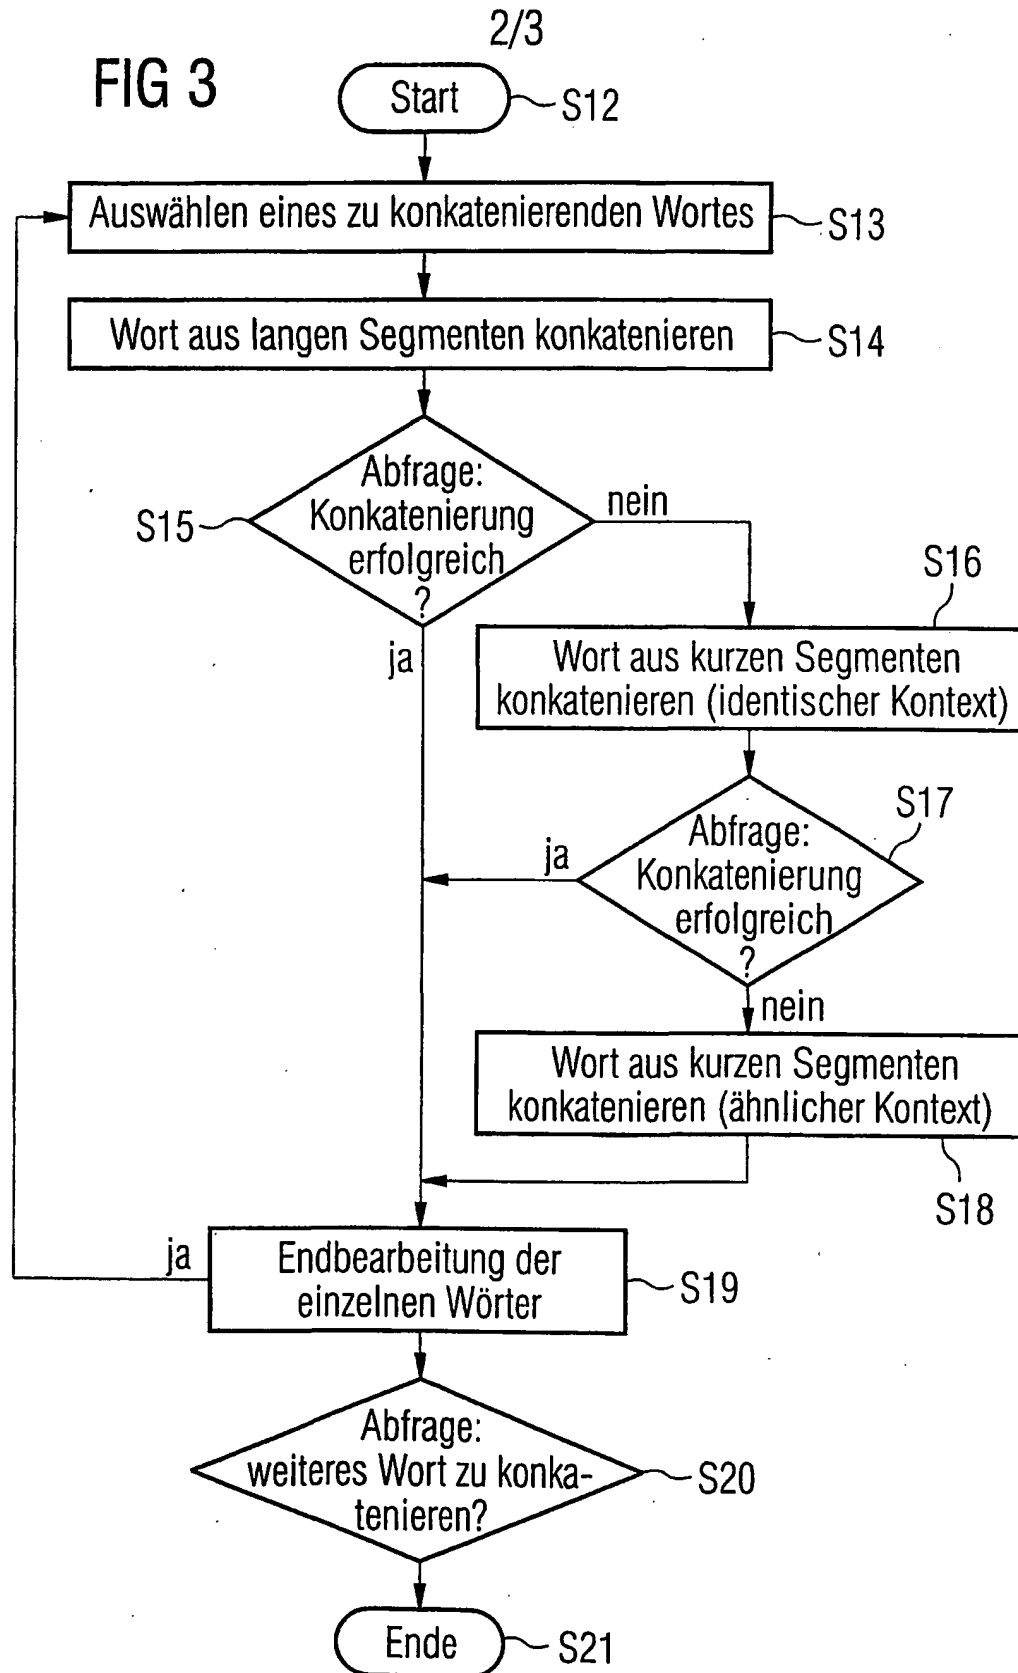 2/3
FIG 3
Start
S12
Auswählen eines zu konkatenierenden Wortes
S13
Wort aus langen Segmenten konkatenieren
S14
Abfrage:
Konkatenierung
erfolgreich
?
S15
nein
ja
S16
Wort aus kurzen Segmenten
konkatenieren (identischer Kontext)
S17
Abfrage:
Konkatenierung
erfolgreich
?
ja
nein
Wort aus kurzen Segmenten
konkatenieren (ähnlicher Kontext)
S18
ja
Endbearbeitung der
einzelnen Wörter
S19
Abfrage:
weiteres Wort zu konka-
tenieren?
S20
Ende
S21